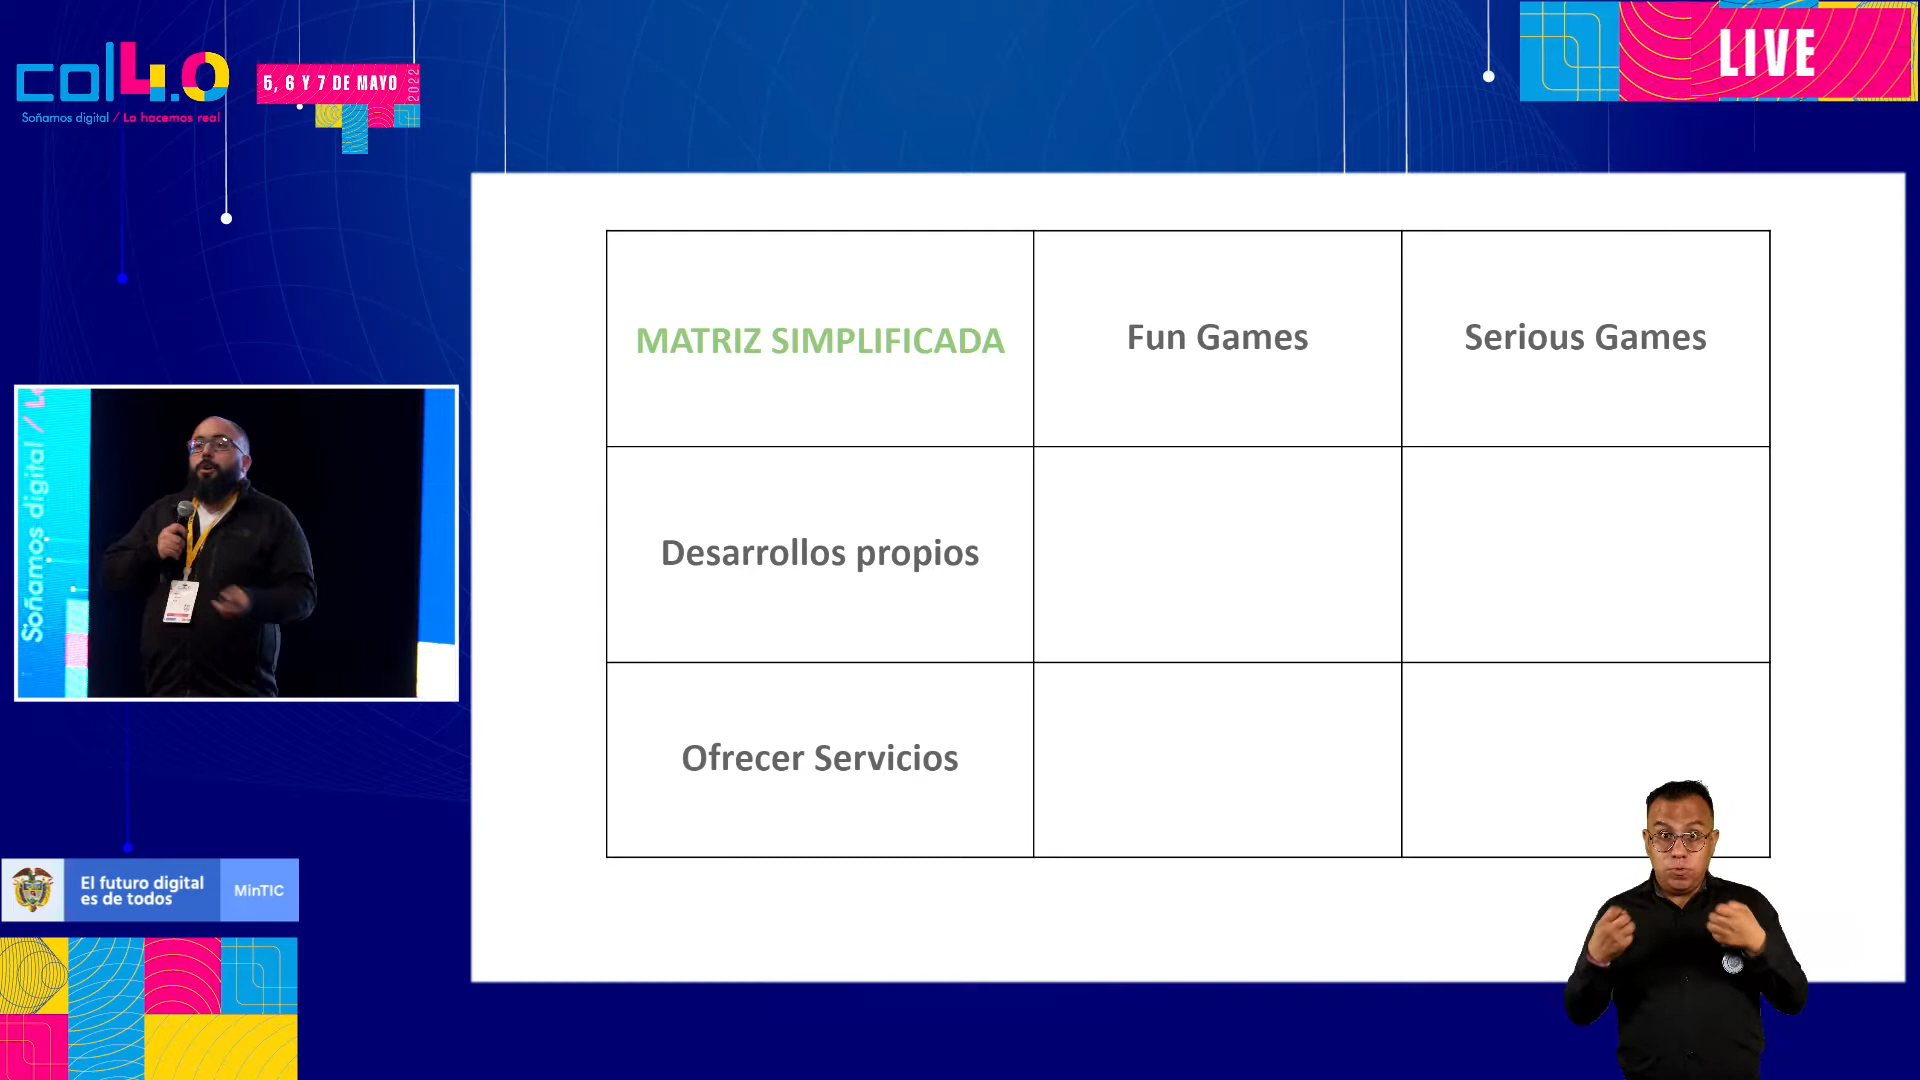 col4.0
Soñamos digital / Lo hacemos real
5, 6 Y 7 DE MAYO
2022
LIVE
MATRIZ SIMPLIFICADA
Fun Games
Serious Games
Desarrollos propios
Ofrecer Servicios
Soñamos digital / Lo
El futuro digital
es de todos
MinTIC